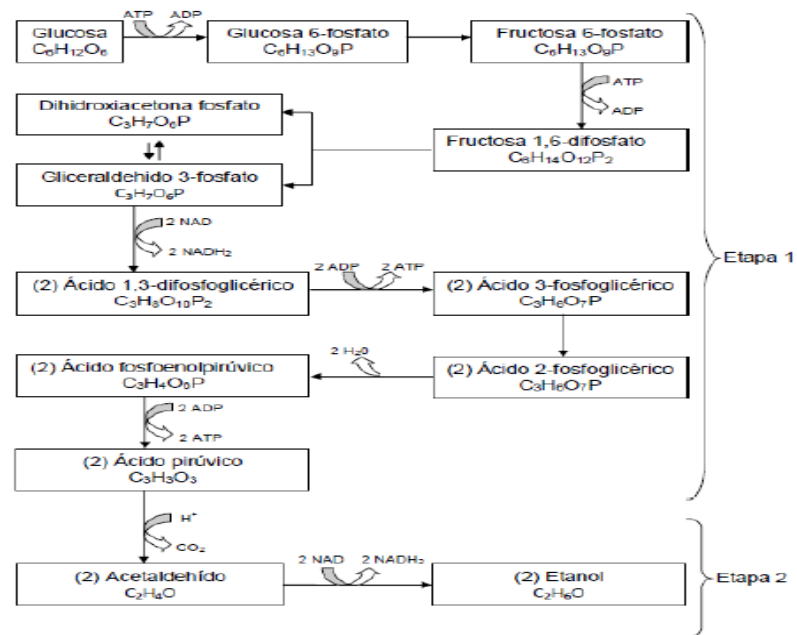 ATP ADP
Glucosa
C₆H₁₂O₆
Glucosa 6-fosfato
C₆H₁₃O₉P
Fructosa 6-fosfato
C₆H₁₃O₉P
ATP
ADP
Dihidroxiacetona fosfato
C₃H₇O₆P
Fructosa 1,6-difosfato
C₆H₁₄O₁₂P₂
Gliceraldehido 3-fosfato
C₃H₇O₆P
2 NAD
2 NADH₂
Etapa 1
(2) Ácido 1,3-difosfoglicérico
C₃H₈O₁₀P₂
2 ADP 2 ATP
(2) Ácido 3-fosfoglicérico
C₃H₆O₇P
(2) Ácido fosfoenolpirúvico
C₃H₄O₆P
2 H₂0
(2) Ácido 2-fosfoglicérico
C₃H₆O₇P
2 ADP
2 ATP
(2) Ácido pirúvico
C₃H₃O₃
H⁺
CO₂
(2) Acetaldehído
C₂H₄O
2 NAD 2 NADH₂
(2) Etanol
C₂H₆O
Etapa 2